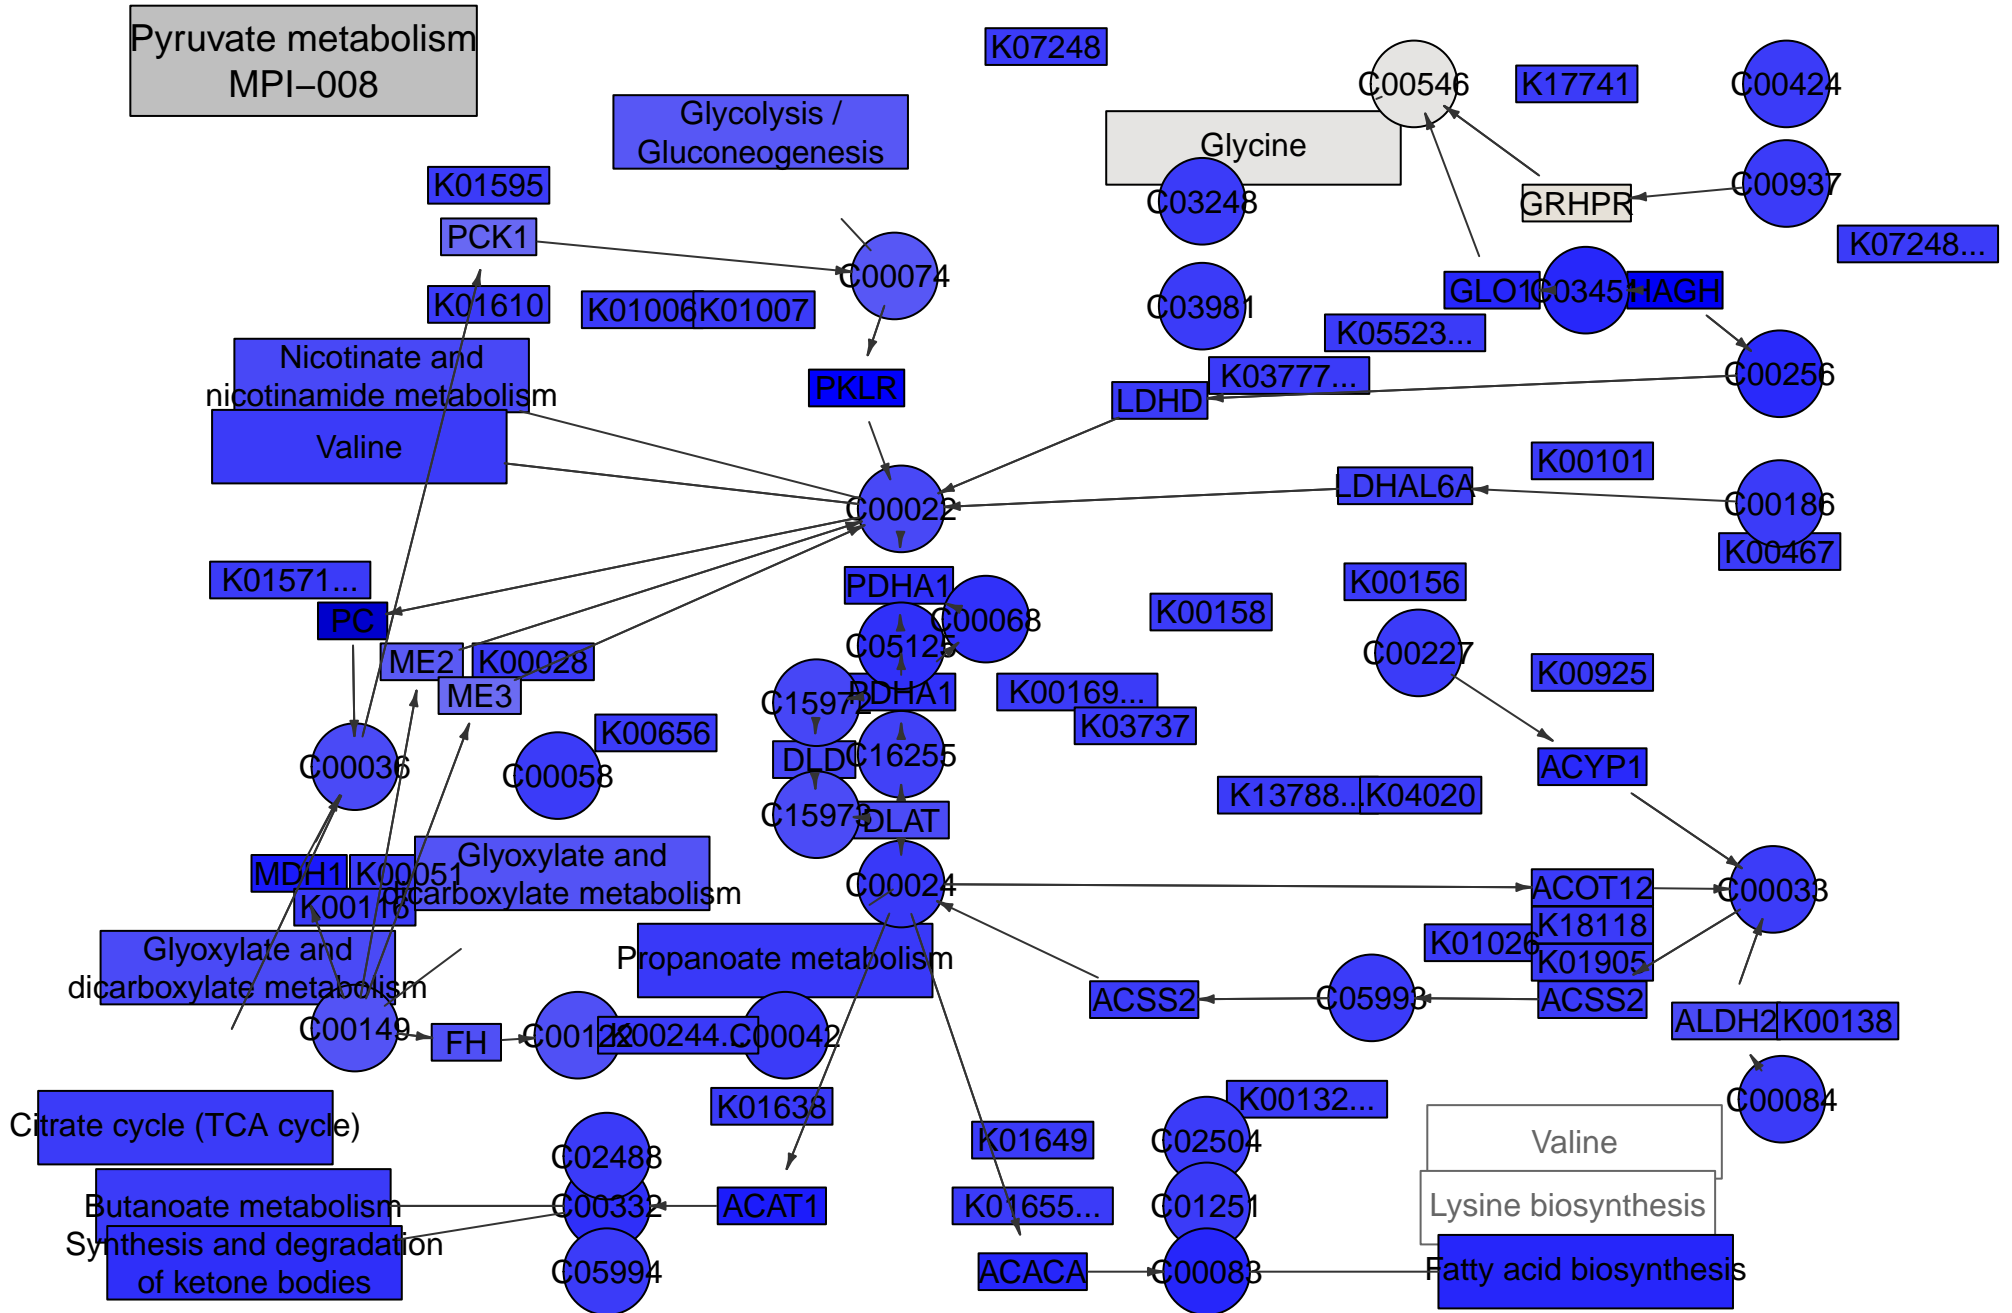 Pyruvate metabolism
MPI−008
K07248
C00546
K17741
C00424
Glycolysis /
Gluconeogenesis
Glycine
K01595
C03248
GRHPR
C00937
PCK1
K07248...
C00074
K01610
K01006
K01007
C03981
GLO1
C03451
HAGH
K05523...
Nicotinate and
nicotinamide metabolism
PKLR
K03777...
LDHD
C00256
Valine
K00101
LDHAL6A
C00022
C00186
K00467
K01571...
PDHA1
K00156
PC
C00068
K00158
C05125
C00227
ME2
K00028
ME3
K00925
C15972
PDHA1
K00169...
K03737
K00656
C00036
C00058
DLD
C16255
ACYP1
K13788...
K04020
C15973
DLAT
MDH1
K00051
Glyoxylate and
dicarboxylate metabolism
C00024
ACOT12
C00033
K00116
K18118
K01026
Glyoxylate and
dicarboxylate metabolism
Propanoate metabolism
K01905
ACSS2
C05993
ACSS2
C00149
FH
C00122
K00244...
C00042
ALDH2
K00138
K01638
K00132...
C00084
Citrate cycle (TCA cycle)
C02488
K01649
C02504
Valine
Butanoate metabolism
C00332
ACAT1
K01655...
C01251
Lysine biosynthesis
Synthesis and degradation
of ketone bodies
C05994
ACACA
C00083
Fatty acid biosynthesis